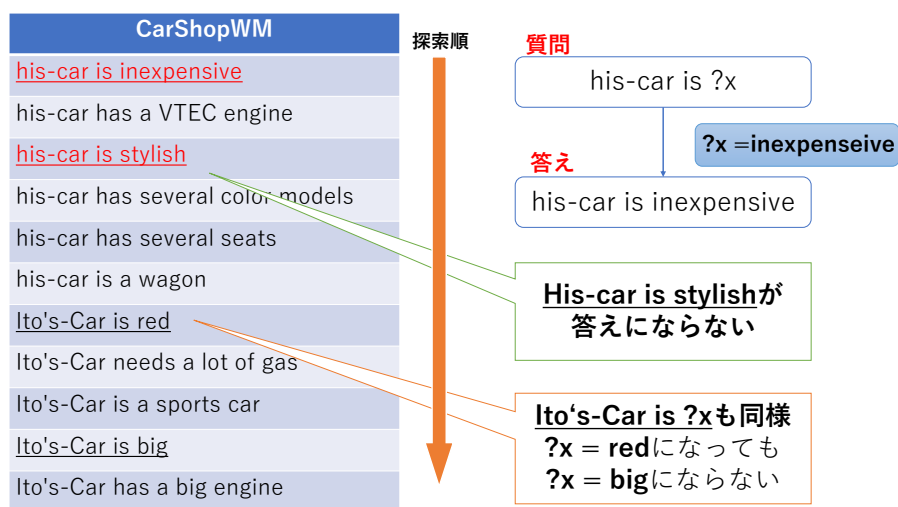 CarShopWM
his-car is inexpensive
his-car has a VTEC engine
his-car is stylish
his-car has several color models
his-car has several seats
his-car is a wagon
Ito's-Car is red
Ito's-Car needs a lot of gas
Ito's-Car is a sports car
Ito's-Car is big
Ito's-Car has a big engine
探索順
質問
his-car is ?x
?x =inexpenseive
答え
his-car is inexpensive
His-car is stylishが
答えにならない
Ito‘s-Car is ?xも同様
?x = redになっても
?x = bigにならない